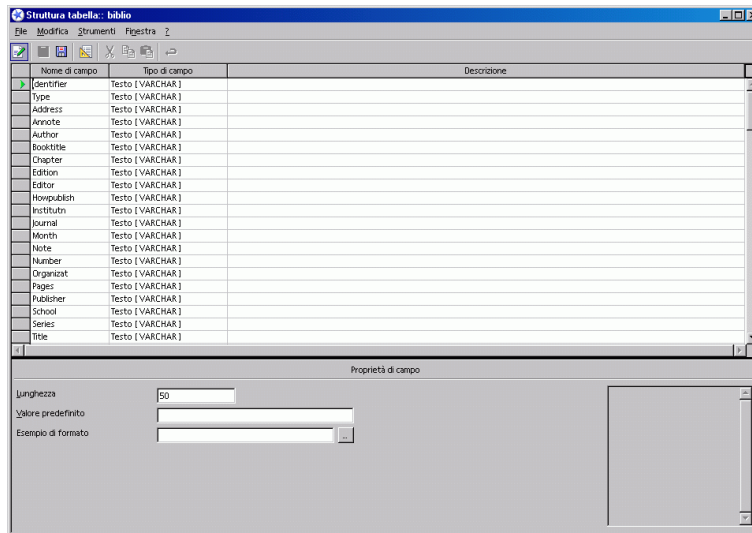 Struttura tabella:: biblio
File Modifica Strumenti Finestra ?
Nome di campo Tipo di campo Descrizione
Identifier Testo [ VARCHAR ]
Type Testo [ VARCHAR ]
Address Testo [ VARCHAR ]
Annote Testo [ VARCHAR ]
Author Testo [ VARCHAR ]
Booktitle Testo [ VARCHAR ]
Chapter Testo [ VARCHAR ]
Edition Testo [ VARCHAR ]
Editor Testo [ VARCHAR ]
Howpublish Testo [ VARCHAR ]
Institutn Testo [ VARCHAR ]
Journal Testo [ VARCHAR ]
Month Testo [ VARCHAR ]
Note Testo [ VARCHAR ]
Number Testo [ VARCHAR ]
Organizat Testo [ VARCHAR ]
Pages Testo [ VARCHAR ]
Publisher Testo [ VARCHAR ]
School Testo [ VARCHAR ]
Series Testo [ VARCHAR ]
Title Testo [ VARCHAR ]
Proprietà di campo
Lunghezza 50
Valore predefinito
Esempio di formato ..